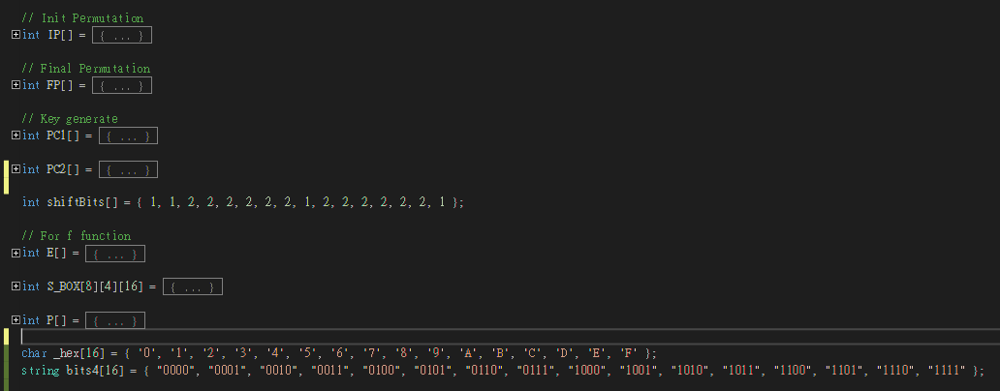 // Init Permutation
int IP[] = { ... }
// Final Permutation
int FP[] = { ... }
// Key generate
int PC1[] = { ... }
int PC2[] = { ... }
int shiftBits[] = { 1, 1, 2, 2, 2, 2, 2, 2, 1, 2, 2, 2, 2, 2, 2, 1 };
// For f function
int E[] = { ... }
int S_BOX[8][4][16] = { ... }
int P[] = { ... }
char _hex[16] = { '0', '1', '2', '3', '4', '5', '6', '7', '8', '9', 'A', 'B', 'C', 'D', 'E', 'F' };
string bits4[16] = { "0000", "0001", "0010", "0011", "0100", "0101", "0110", "0111", "1000", "1001", "1010", "1011", "1100", "1101", "1110", "1111" };